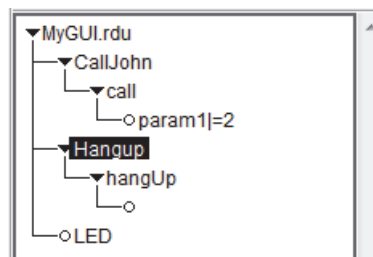 MyGUI.rdu
CallJohn
call
param1|=2
Hangup
hangUp
LED